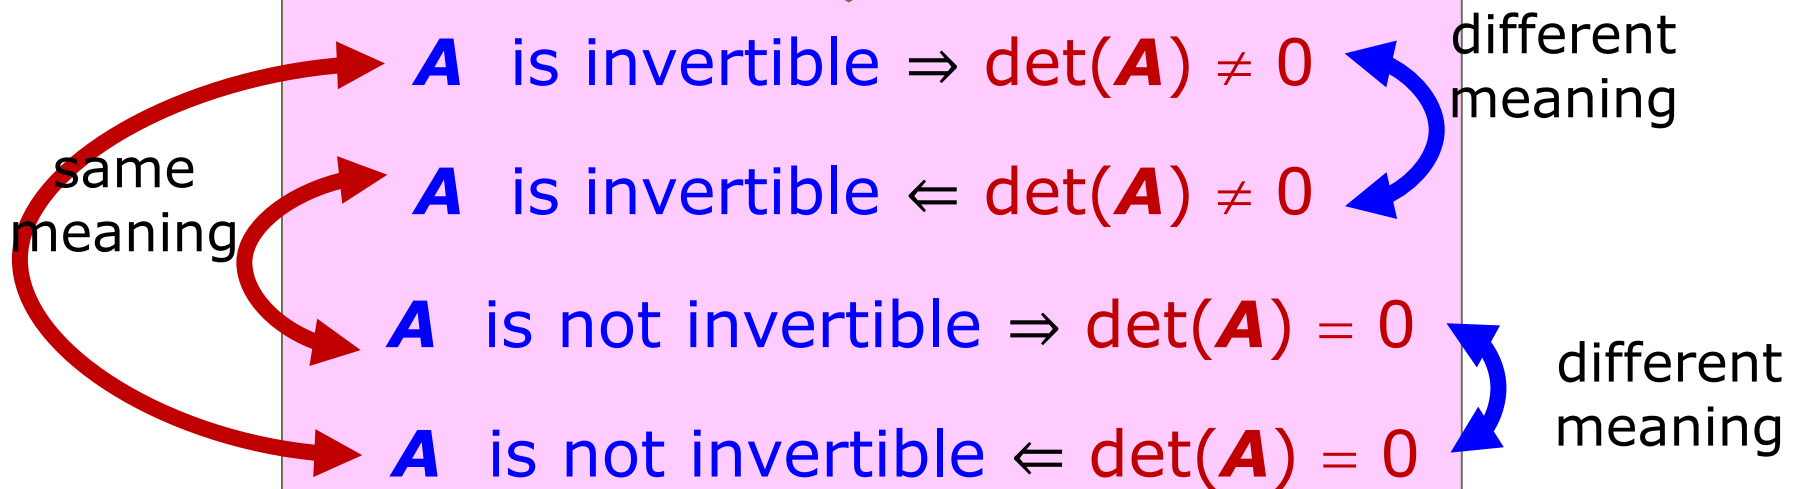 A is invertible ⇒ det(A) ≠ 0
different
meaning
same
meaning
A is invertible ⇐ det(A) ≠ 0
A is not invertible ⇒ det(A) = 0
different
meaning
A is not invertible ⇐ det(A) = 0